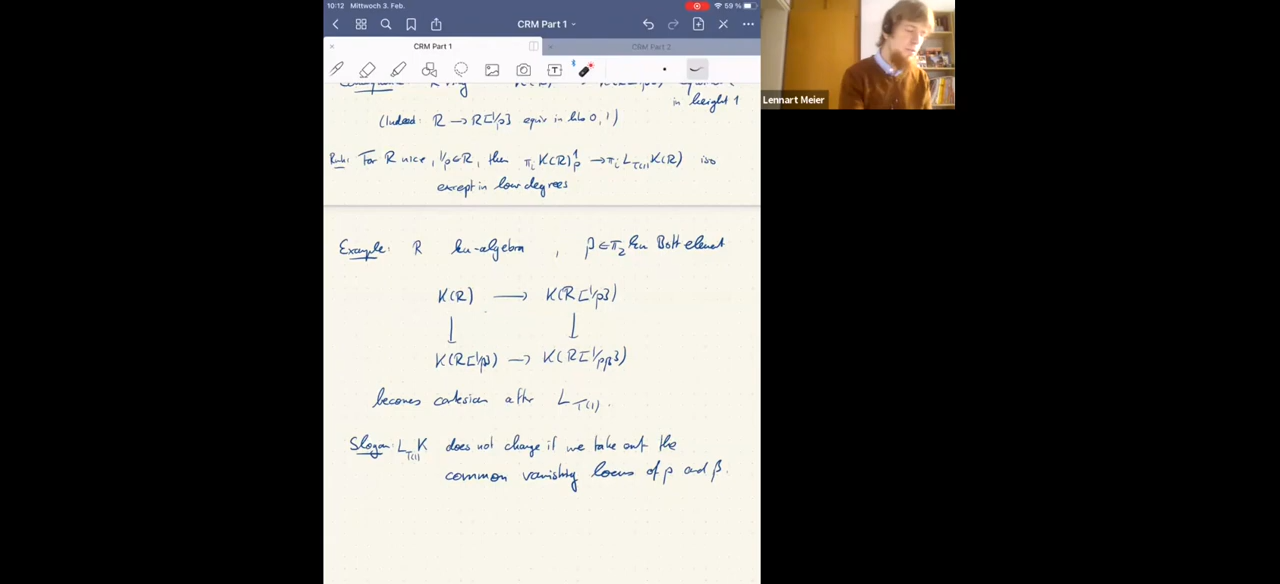 10:12 Mittwoch 3. Feb.
59 %
CRM Part 1
CRM Part 1
CRM Part 2
Lennart Meier
in height 1
(Indeed: R → R[1/p] equiv in L_{K(0)}, 1)
Rmk: For R nice, 1/p ∈ R, then π_i K(R)^_p → π_i L_{T(1)} K(R) iso
except in low degrees
Example: R ku-algebra, β ∈ π_2 ku Bott element
K(R) → K(R[1/p])
↓ ↓
K(R[1/β]) → K(R[1/pβ])
becomes cartesian after L_{T(1)}.
Slogan: L_{T(1)}K does not change if we take out the
common vanishing locus of p and β.